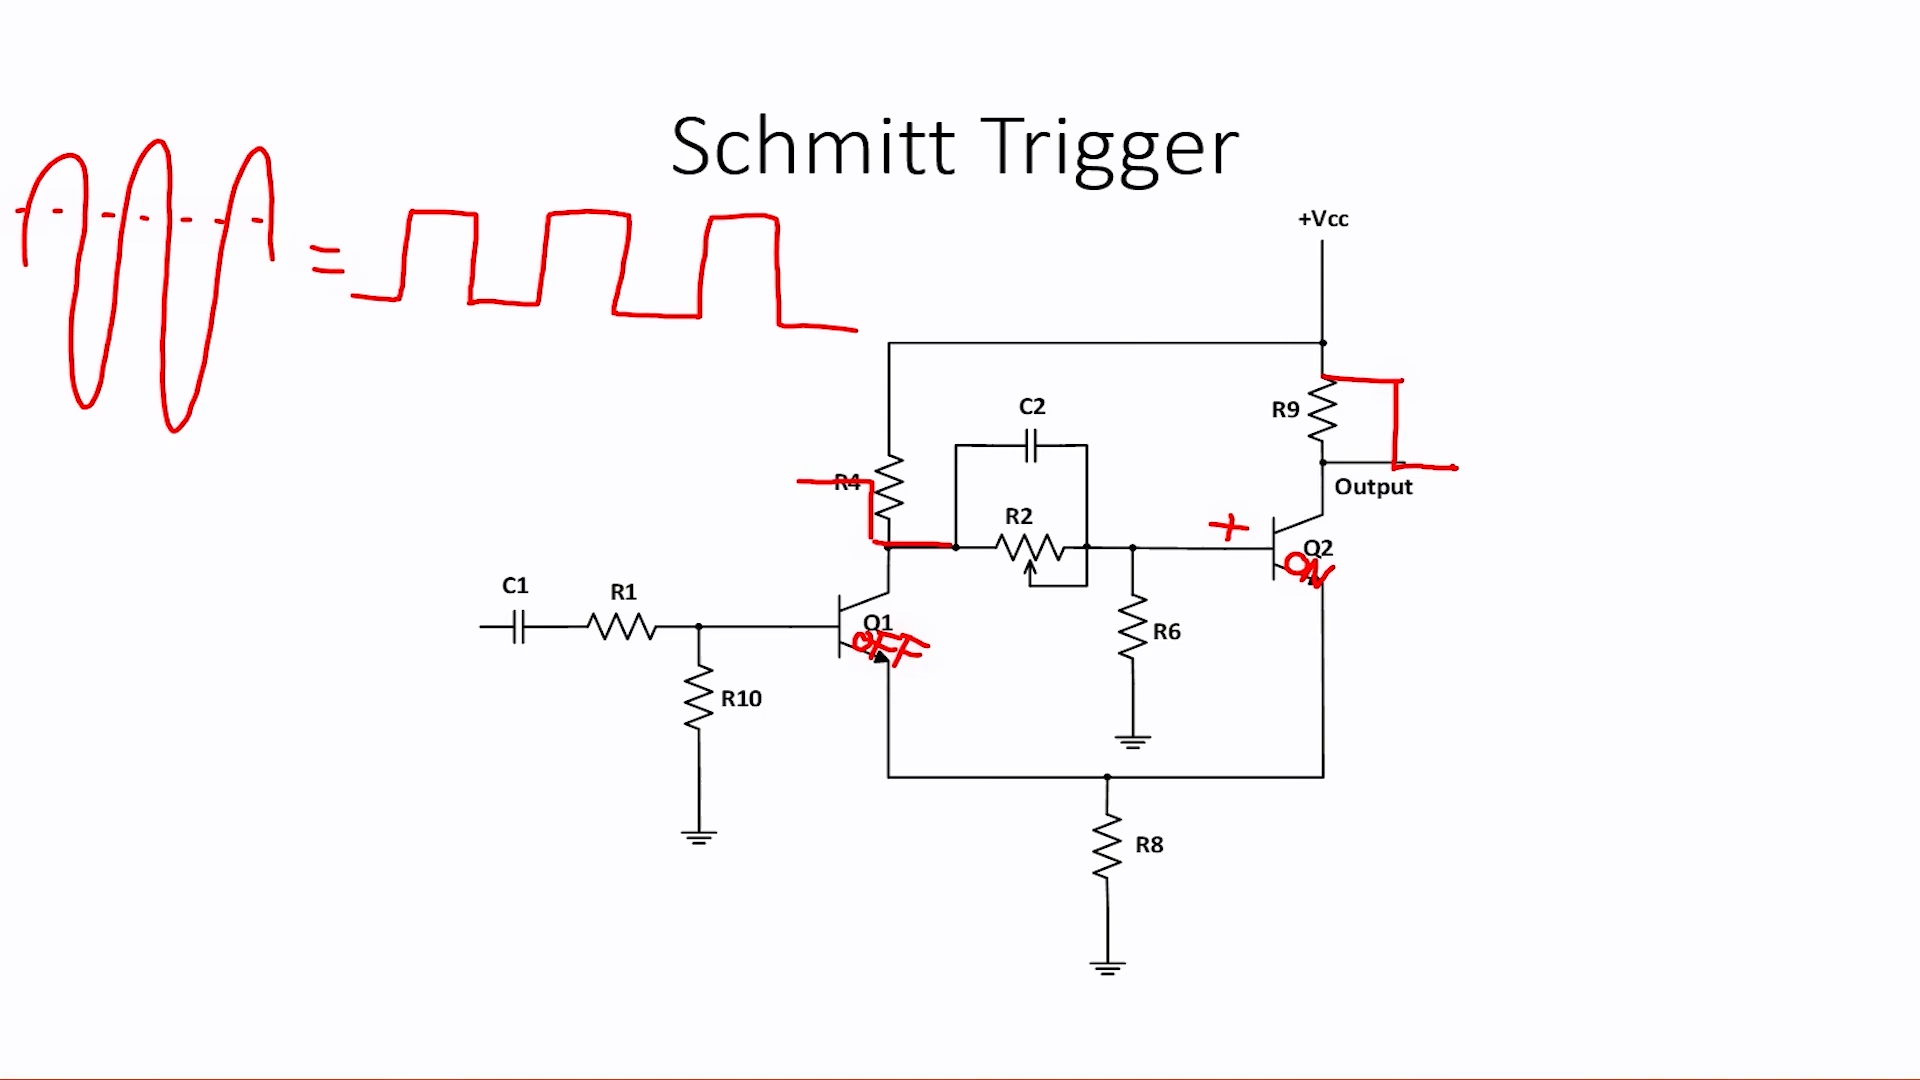 Schmitt Trigger
+Vcc
=
C2
R9
R4
R2
Output
+
Q2
ON
C1
R1
Q1
OFF
R6
R10
R8